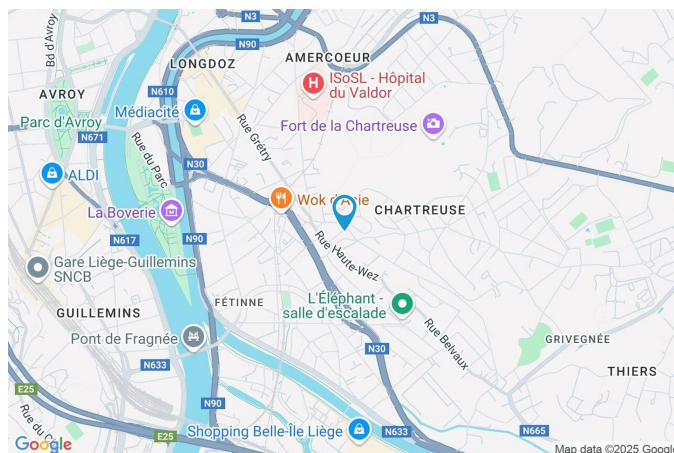 N3
N3
N90
AMERCOEUR
LONGDOZ
Bd d'Avroy
ISoSL - Hôpital
du Valdor
N610
AVROY
Médiacité
Rue Grétry
Parc d'Avroy
Fort de la Chartreuse
N671
Rue du Parc
N30
ALDI
Wok d'Asie
CHARTREUSE
La Boverie
N617
N90
Rue Haute-Wez
Gare Liège-Guillemins
SNCB
FÉTINNE
L'Éléphant -
salle d'escalade
GUILLEMINS
Rue Belvaux
Pont de Fragnée
GRIVEGNÉE
N30
N633
THIERS
E25
N90
Rue du C
E25
Shopping Belle-Île Liège
N633
N665
Google
Map data ©2025 Google